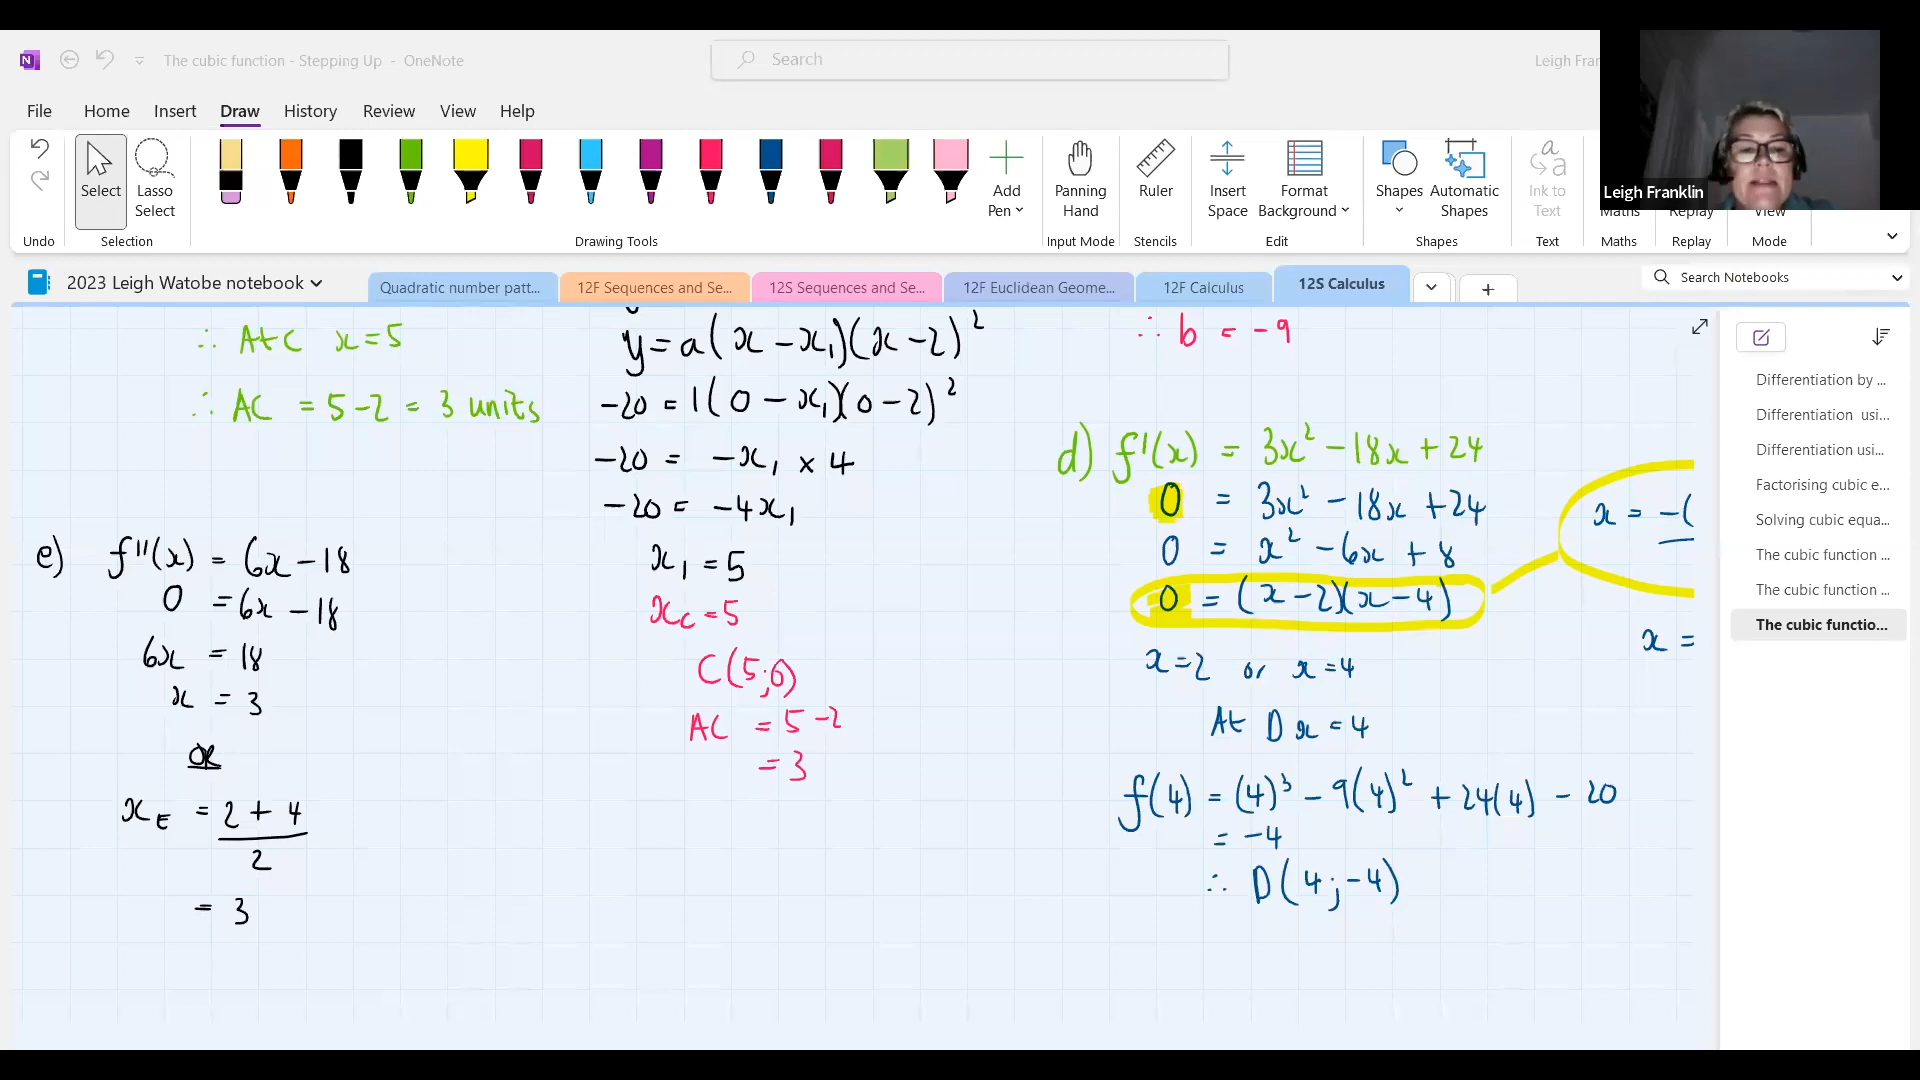 The cubic function - Stepping Up - OneNote
Search
Leigh Fran
File Home Insert Draw History Review View Help
Select
Lasso Select
Add Pen
Panning Hand
Ruler
Insert Space
Format Background
Shapes
Automatic Shapes
Ink to Text
Maths
Replay
View
Leigh Franklin
Undo
Selection
Drawing Tools
Input Mode
Stencils
Edit
Shapes
Text
Maths
Replay
Mode
2023 Leigh Watobe notebook
Quadratic number patt...
12F Sequences and Se...
12S Sequences and Se...
12F Euclidean Geome...
12F Calculus
12S Calculus
+
Search Notebooks
∴ At C x=5
∴ AC = 5-2 = 3 units
e) f''(x) = 6x-18
0 = 6x - 18
6x = 18
x = 3
OR
x_E = (2 + 4)/2
= 3
y = a(x - x₁)(x-2)²
-20 = 1(0 - x₁)(0-2)²
-20 = -x₁ × 4
-20 = -4x₁
x₁ = 5
x_C = 5
C(5;0)
AC = 5-2
= 3
∴ b = -9
d) f'(x) = 3x² - 18x + 24
0 = 3x² - 18x + 24
0 = x² - 6x + 8
0 = (x-2)(x-4)
x=2 or x=4
At D x = 4
f(4) = (4)³ - 9(4)² + 24(4) - 20
= -4
∴ D(4;-4)
x = -(
x =
Differentiation by ...
Differentiation usi...
Differentiation usi...
Factorising cubic e...
Solving cubic equa...
The cubic function ...
The cubic function ...
The cubic functio...